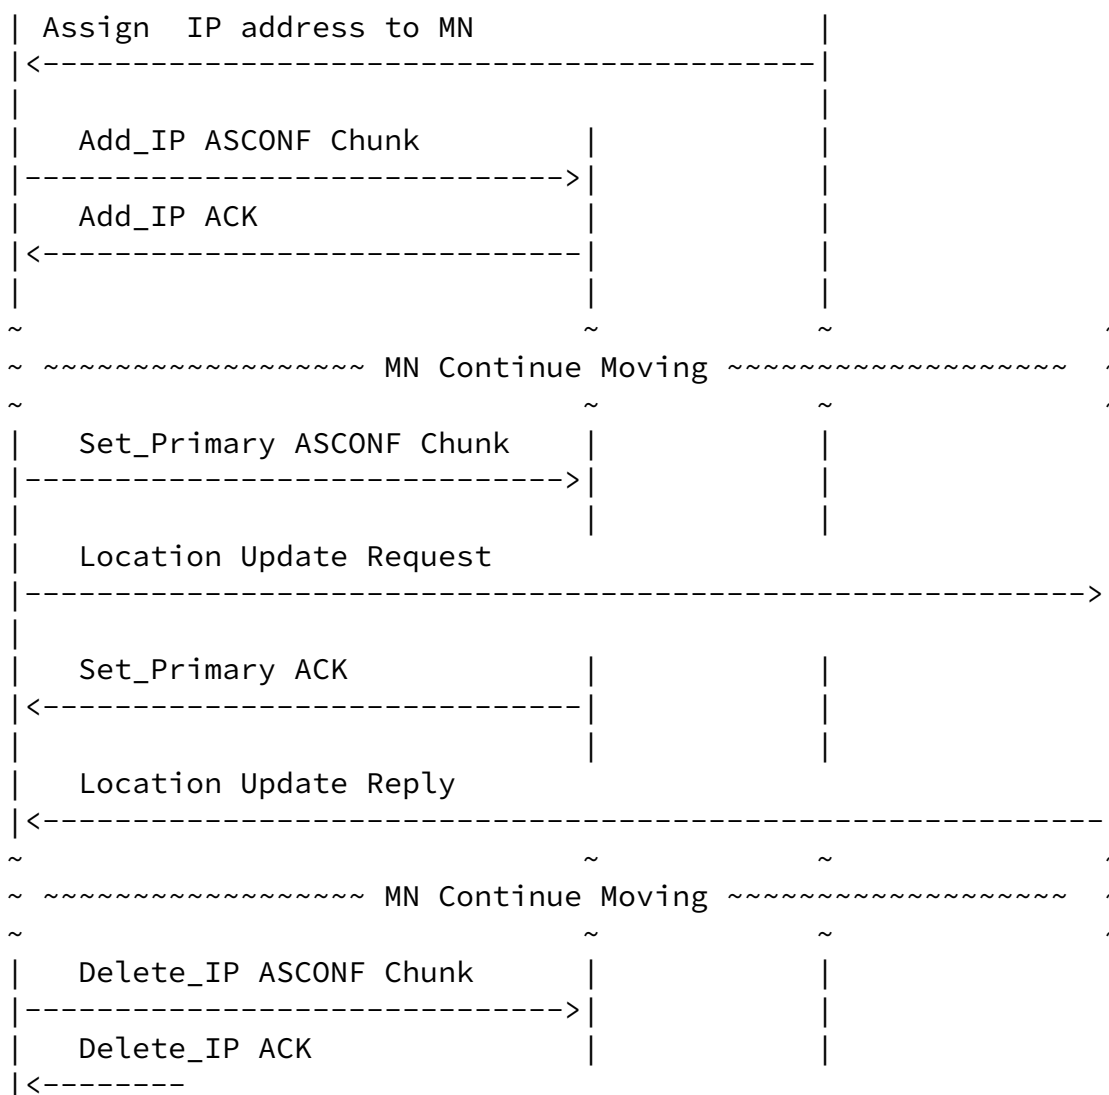 Assign  IP address to MN
Add_IP ASCONF Chunk
Add_IP ACK
~ ~~~~~~~~~~~~~~~~~~ MN Continue Moving ~~~~~~~~~~~~~~~~~~~ ~
Set_Primary ASCONF Chunk
Location Update Request
Set_Primary ACK
Location Update Reply
~ ~~~~~~~~~~~~~~~~~~ MN Continue Moving ~~~~~~~~~~~~~~~~~~~ ~
Delete_IP ASCONF Chunk
Delete_IP ACK